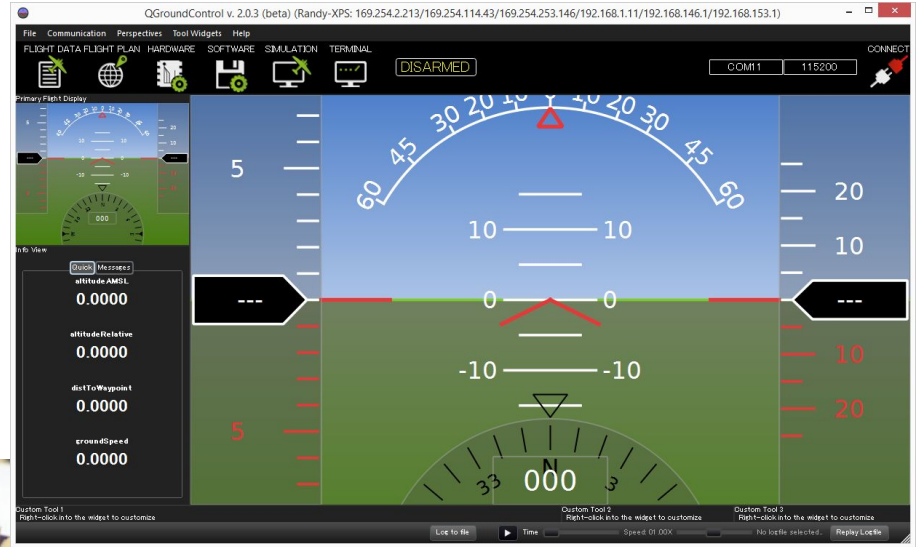 QGroundControl v. 2.0.3 (beta) (Randy-XPS: 169.254.2.213/169.254.114.43/169.254.253.146/192.168.1.11/192.168.146.1/192.168.153.1)
File Communication Perspectives Tool Widgets Help
FLIGHT DATA FLIGHT PLAN HARDWARE SOFTWARE SIMULATION TERMINAL CONNECT
DISARMED COM11 115200
Primary Flight Display
000
Info View
Quick Messages
altitudeAMSL
0.0000
altitudeRelative
0.0000
distToWaypoint
0.0000
groundSpeed
0.0000
60 45 30 20 10 0 10 20 30 45 60
5 20
10 10 10
--- 0 0 ---
-10 -10 10
5 20
33 N 3
000
Custom Tool 1 Custom Tool 2 Custom Tool 3
Right-click into the widget to customize Right-click into the widget to customize Right-click into the widget to customize
Log to file Time Speed: 01.00X No logfile selected.. Replay Logfile